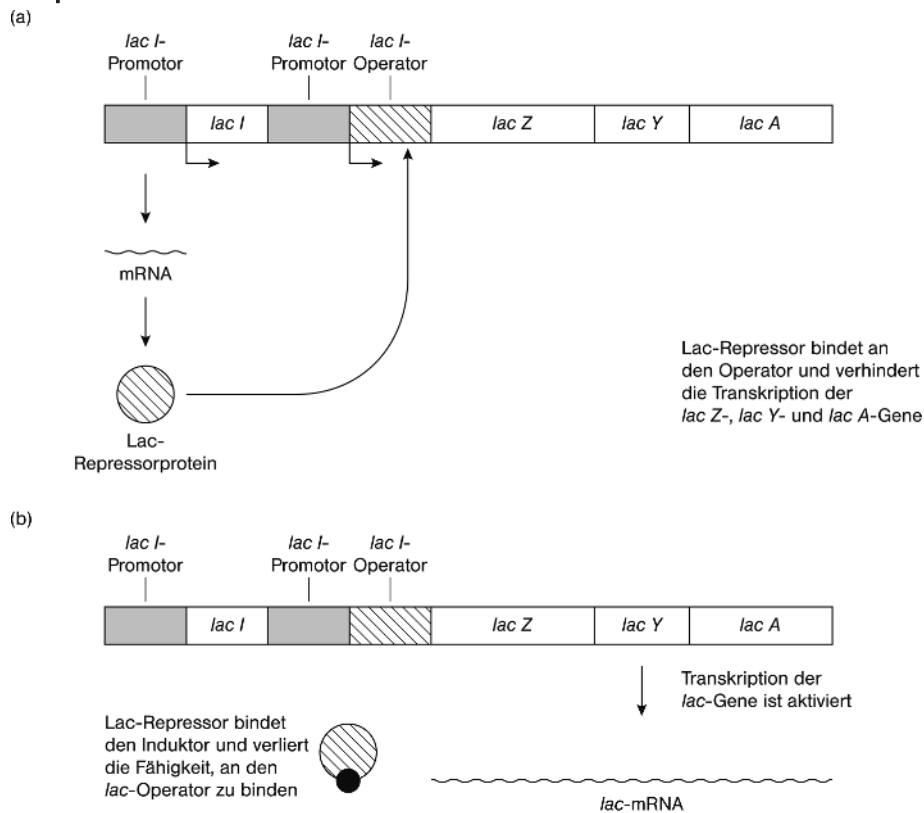 (a)
lac I-
Promotor
lac I-
Promotor
lac I-
Operator
lac I
lac Z
lac Y
lac A
mRNA
Lac-
Repressorprotein
Lac-Repressor bindet an
den Operator und verhindert
die Transkription der
lac Z-, lac Y- und lac A-Gene
(b)
lac I-
Promotor
lac I-
Promotor
lac I-
Operator
lac I
lac Z
lac Y
lac A
Transkription der
lac-Gene ist aktiviert
Lac-Repressor bindet
den Induktor und verliert
die Fähigkeit, an den
lac-Operator zu binden
lac-mRNA